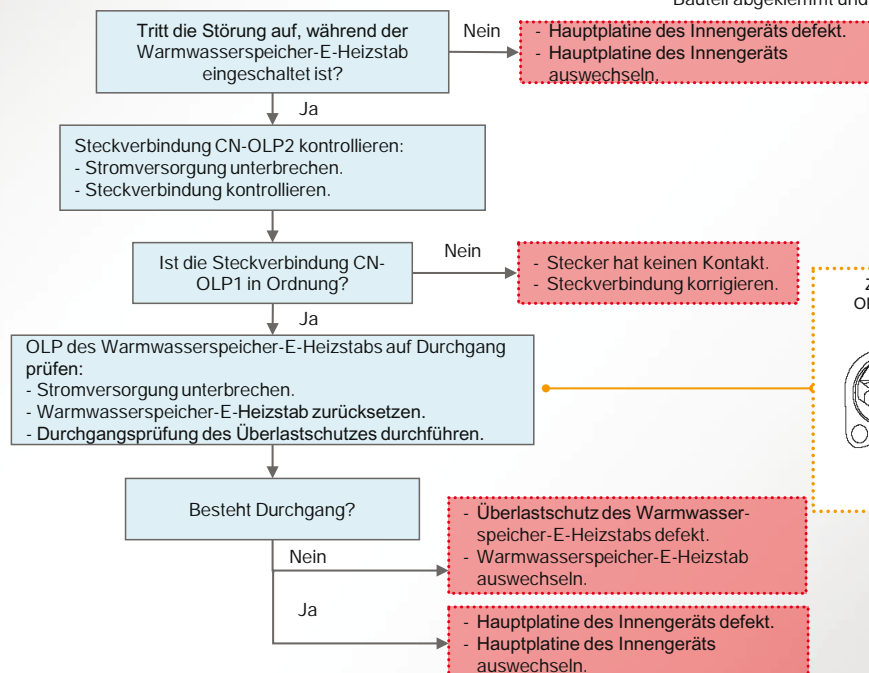 Bauteil abgeklemmt und
Tritt die Störung auf, während der
Warmwasserspeicher-E-Heizstab
eingeschaltet ist?
Nein
- Hauptplatine des Innengeräts defekt.
- Hauptplatine des Innengeräts
auswechseln.
Ja
Steckverbindung CN-OLP2 kontrollieren:
- Stromversorgung unterbrechen.
- Steckverbindung kontrollieren.
Ist die Steckverbindung CN-
OLP1 in Ordnung?
Nein
- Stecker hat keinen Kontakt.
- Steckverbindung korrigieren.
Ja
OLP des Warmwasserspeicher-E-Heizstabs auf Durchgang
prüfen:
- Stromversorgung unterbrechen.
- Warmwasserspeicher-E-Heizstab zurücksetzen.
- Durchgangsprüfung des Überlastschutzes durchführen.
Besteht Durchgang?
Nein
- Überlastschutz des Warmwasser-
speicher-E-Heizstabs defekt.
- Warmwasserspeicher-E-Heizstab
auswechseln.
Ja
- Hauptplatine des Innengeräts defekt.
- Hauptplatine des Innengeräts
auswechseln.